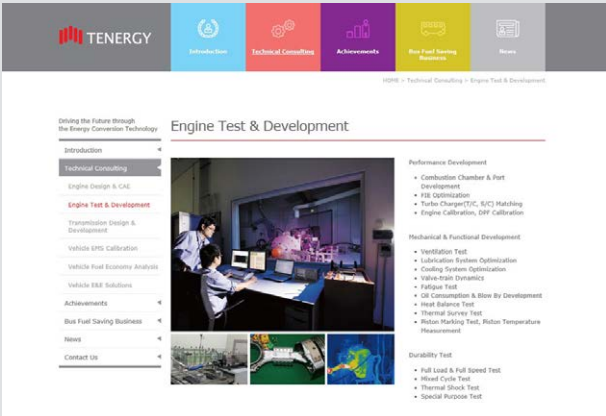 TENERGY
Introduction
Technical Consulting
Achievements
Bus Fuel Saving
Business
News
HOME > Technical Consulting > Engine Test & Development
Driving the Future through
the Energy Conversion Technology
Introduction
Technical Consulting
Engine Design & CAE
Engine Test & Development
Transmission Design &
Development
Vehicle EMS Calibration
Vehicle Fuel Economy Analysis
Vehicle E&E Solutions
Achievements
Bus Fuel Saving Business
News
Contact Us
Engine Test & Development
Performance Development
• Combustion Chamber & Port
Development
• FIE Optimization
• Turbo Charger(T/C, S/C) Matching
• Engine Calibration, DPF Calibration
Mechanical & Functional Development
• Ventilation Test
• Lubrication System Optimization
• Cooling System Optimization
• Valve-train Dynamics
• Fatigue Test
• Oil Consumption & Blow By Development
• Heat Balance Test
• Thermal Survey Test
• Piston Marking Test, Piston Temperature
Measurement
Durability Test
• Full Load & Full Speed Test
• Mixed Cycle Test
• Thermal Shock Test
• Special Purpose Test